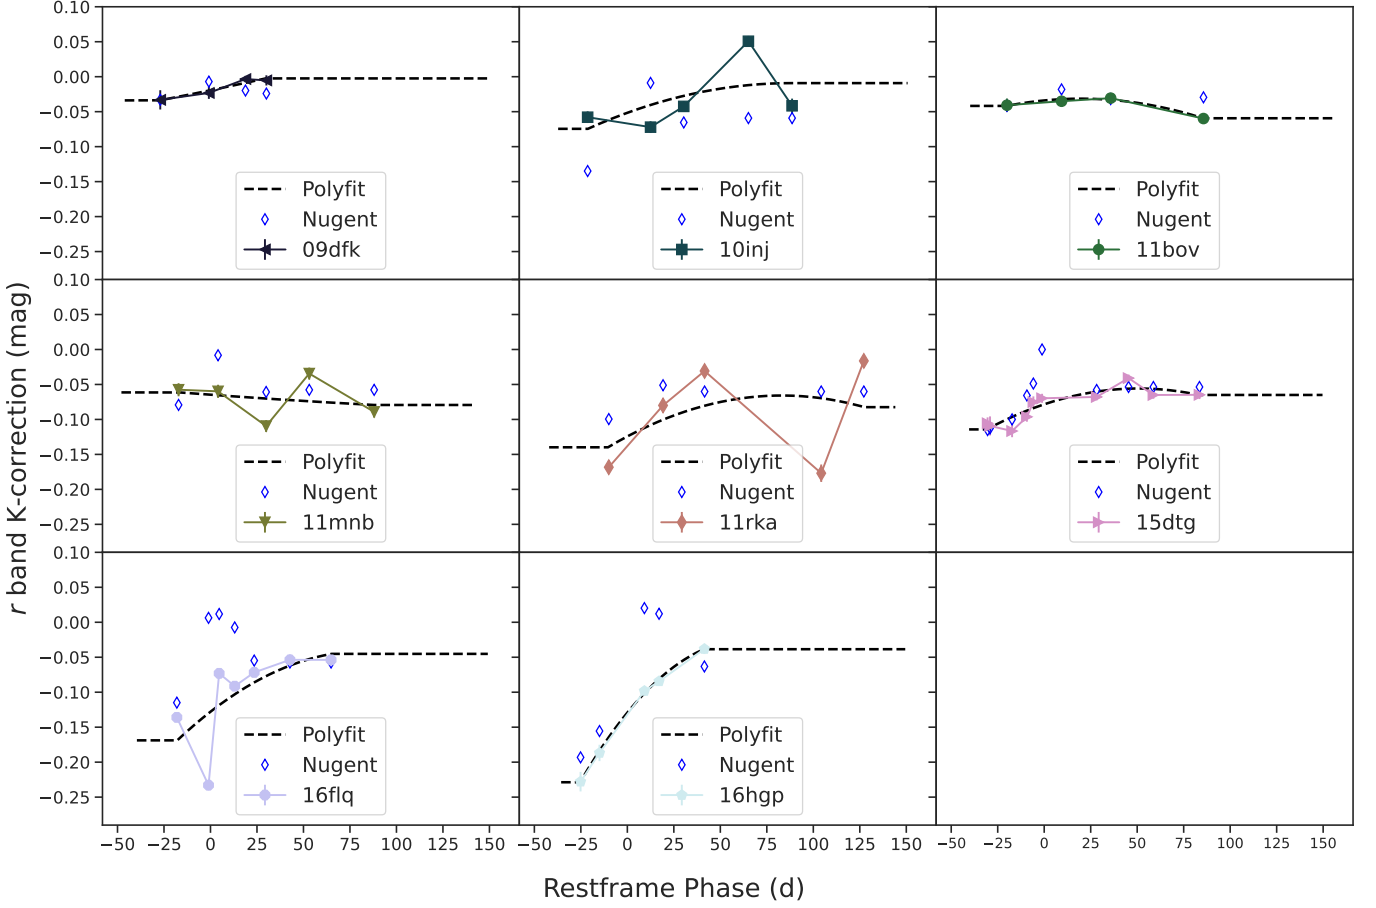 r band K-correction (mag)
0.10
0.05
0.00
−0.05
−0.10
−0.15
−0.20
−0.25
Polyfit
Nugent
09dfk
Polyfit
Nugent
10inj
Polyfit
Nugent
11bov
0.10
0.05
0.00
−0.05
−0.10
−0.15
−0.20
−0.25
Polyfit
Nugent
11mnb
Polyfit
Nugent
11rka
Polyfit
Nugent
15dtg
0.10
0.05
0.00
−0.05
−0.10
−0.15
−0.20
−0.25
Polyfit
Nugent
16flq
Polyfit
Nugent
16hgp
−50 −25 0 25 50 75 100 125 150
−50 −25 0 25 50 75 100 125 150
−50 −25 0 25 50 75 100 125 150
Restframe Phase (d)